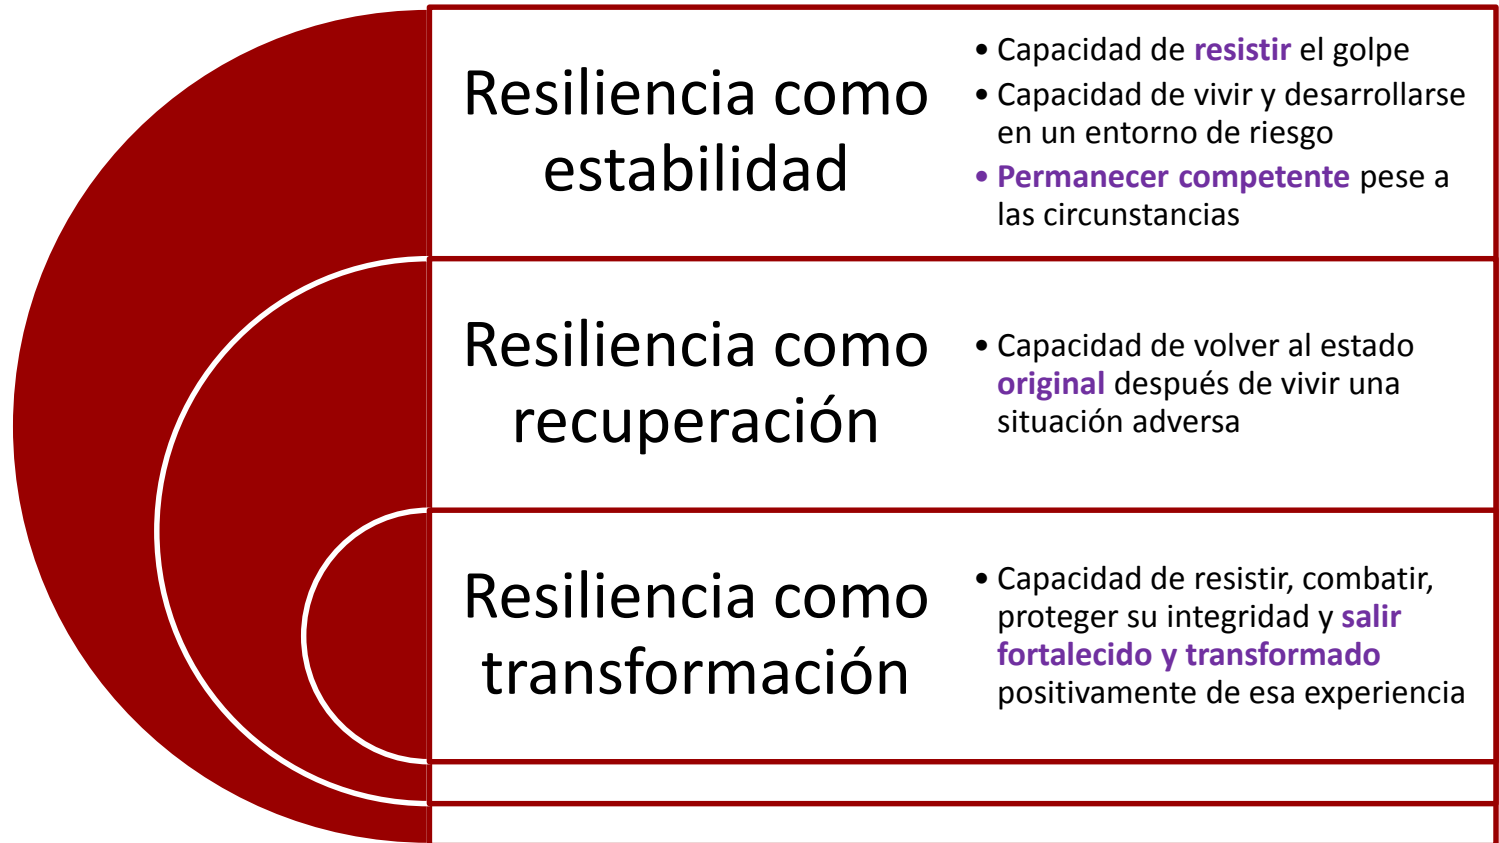 Resiliencia como
estabilidad
• Capacidad de resistir el golpe
• Capacidad de vivir y desarrollarse
en un entorno de riesgo
• Permanecer competente pese a
las circunstancias
Resiliencia como
recuperación
• Capacidad de volver al estado
original después de vivir una
situación adversa
Resiliencia como
transformación
• Capacidad de resistir, combatir,
proteger su integridad y salir
fortalecido y transformado
positivamente de esa experiencia